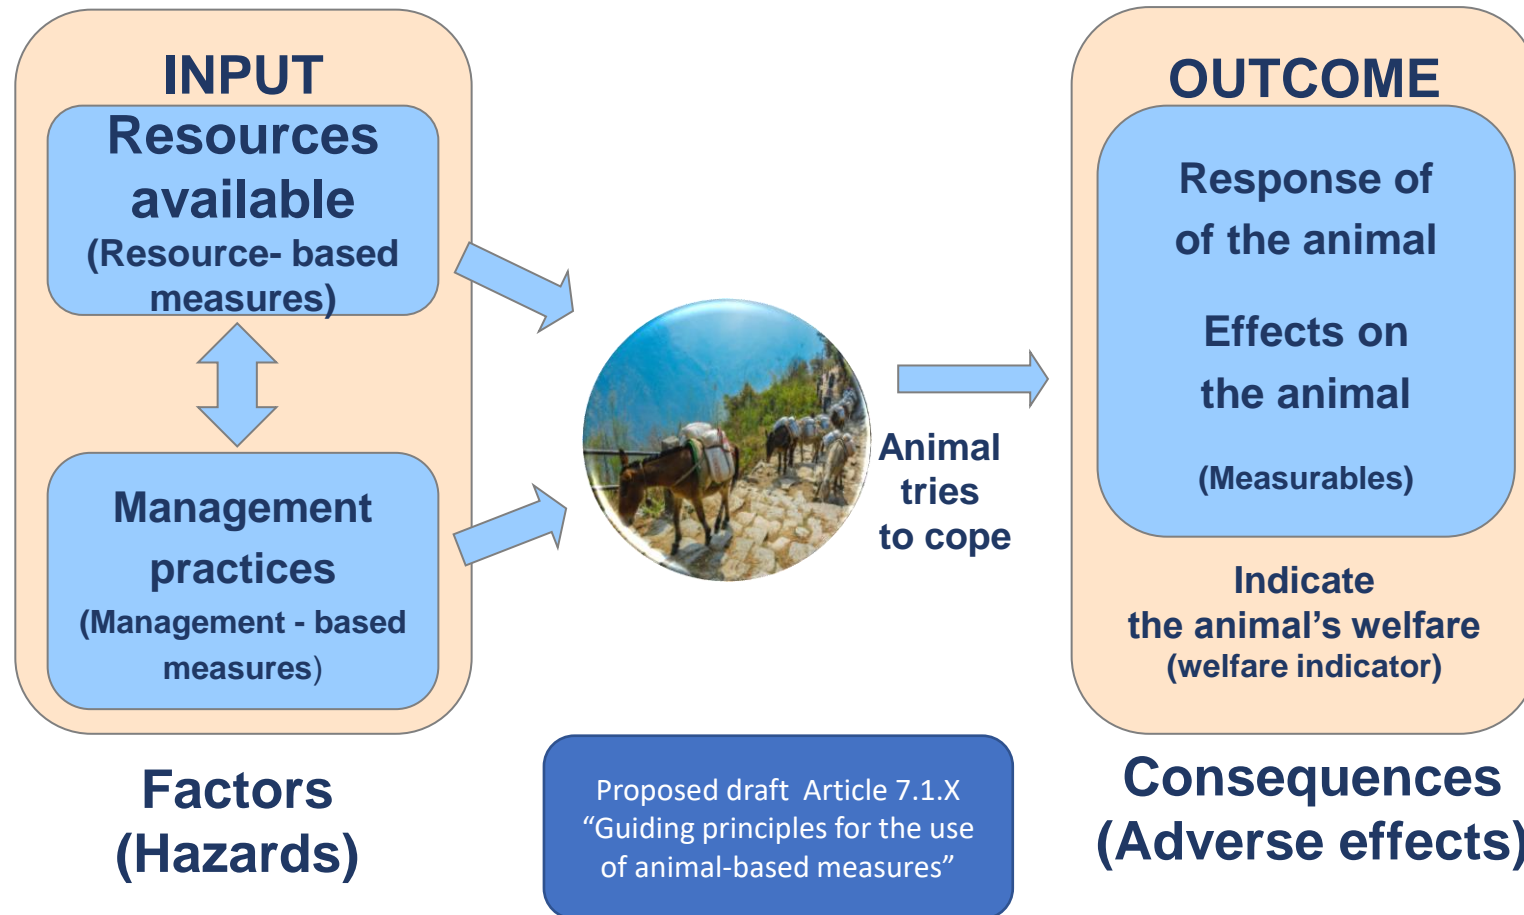 INPUT
Resources
available
(Resource- based
measures)
Management
practices
(Management - based
measures)
Factors
(Hazards)
Animal
tries
to cope
Proposed draft  Article 7.1.X
“Guiding principles for the use
of animal-based measures”
OUTCOME
Response of
of the animal
Effects on
the animal
(Measurables)
Indicate
the animal’s welfare
(welfare indicator)
Consequences
(Adverse effects)